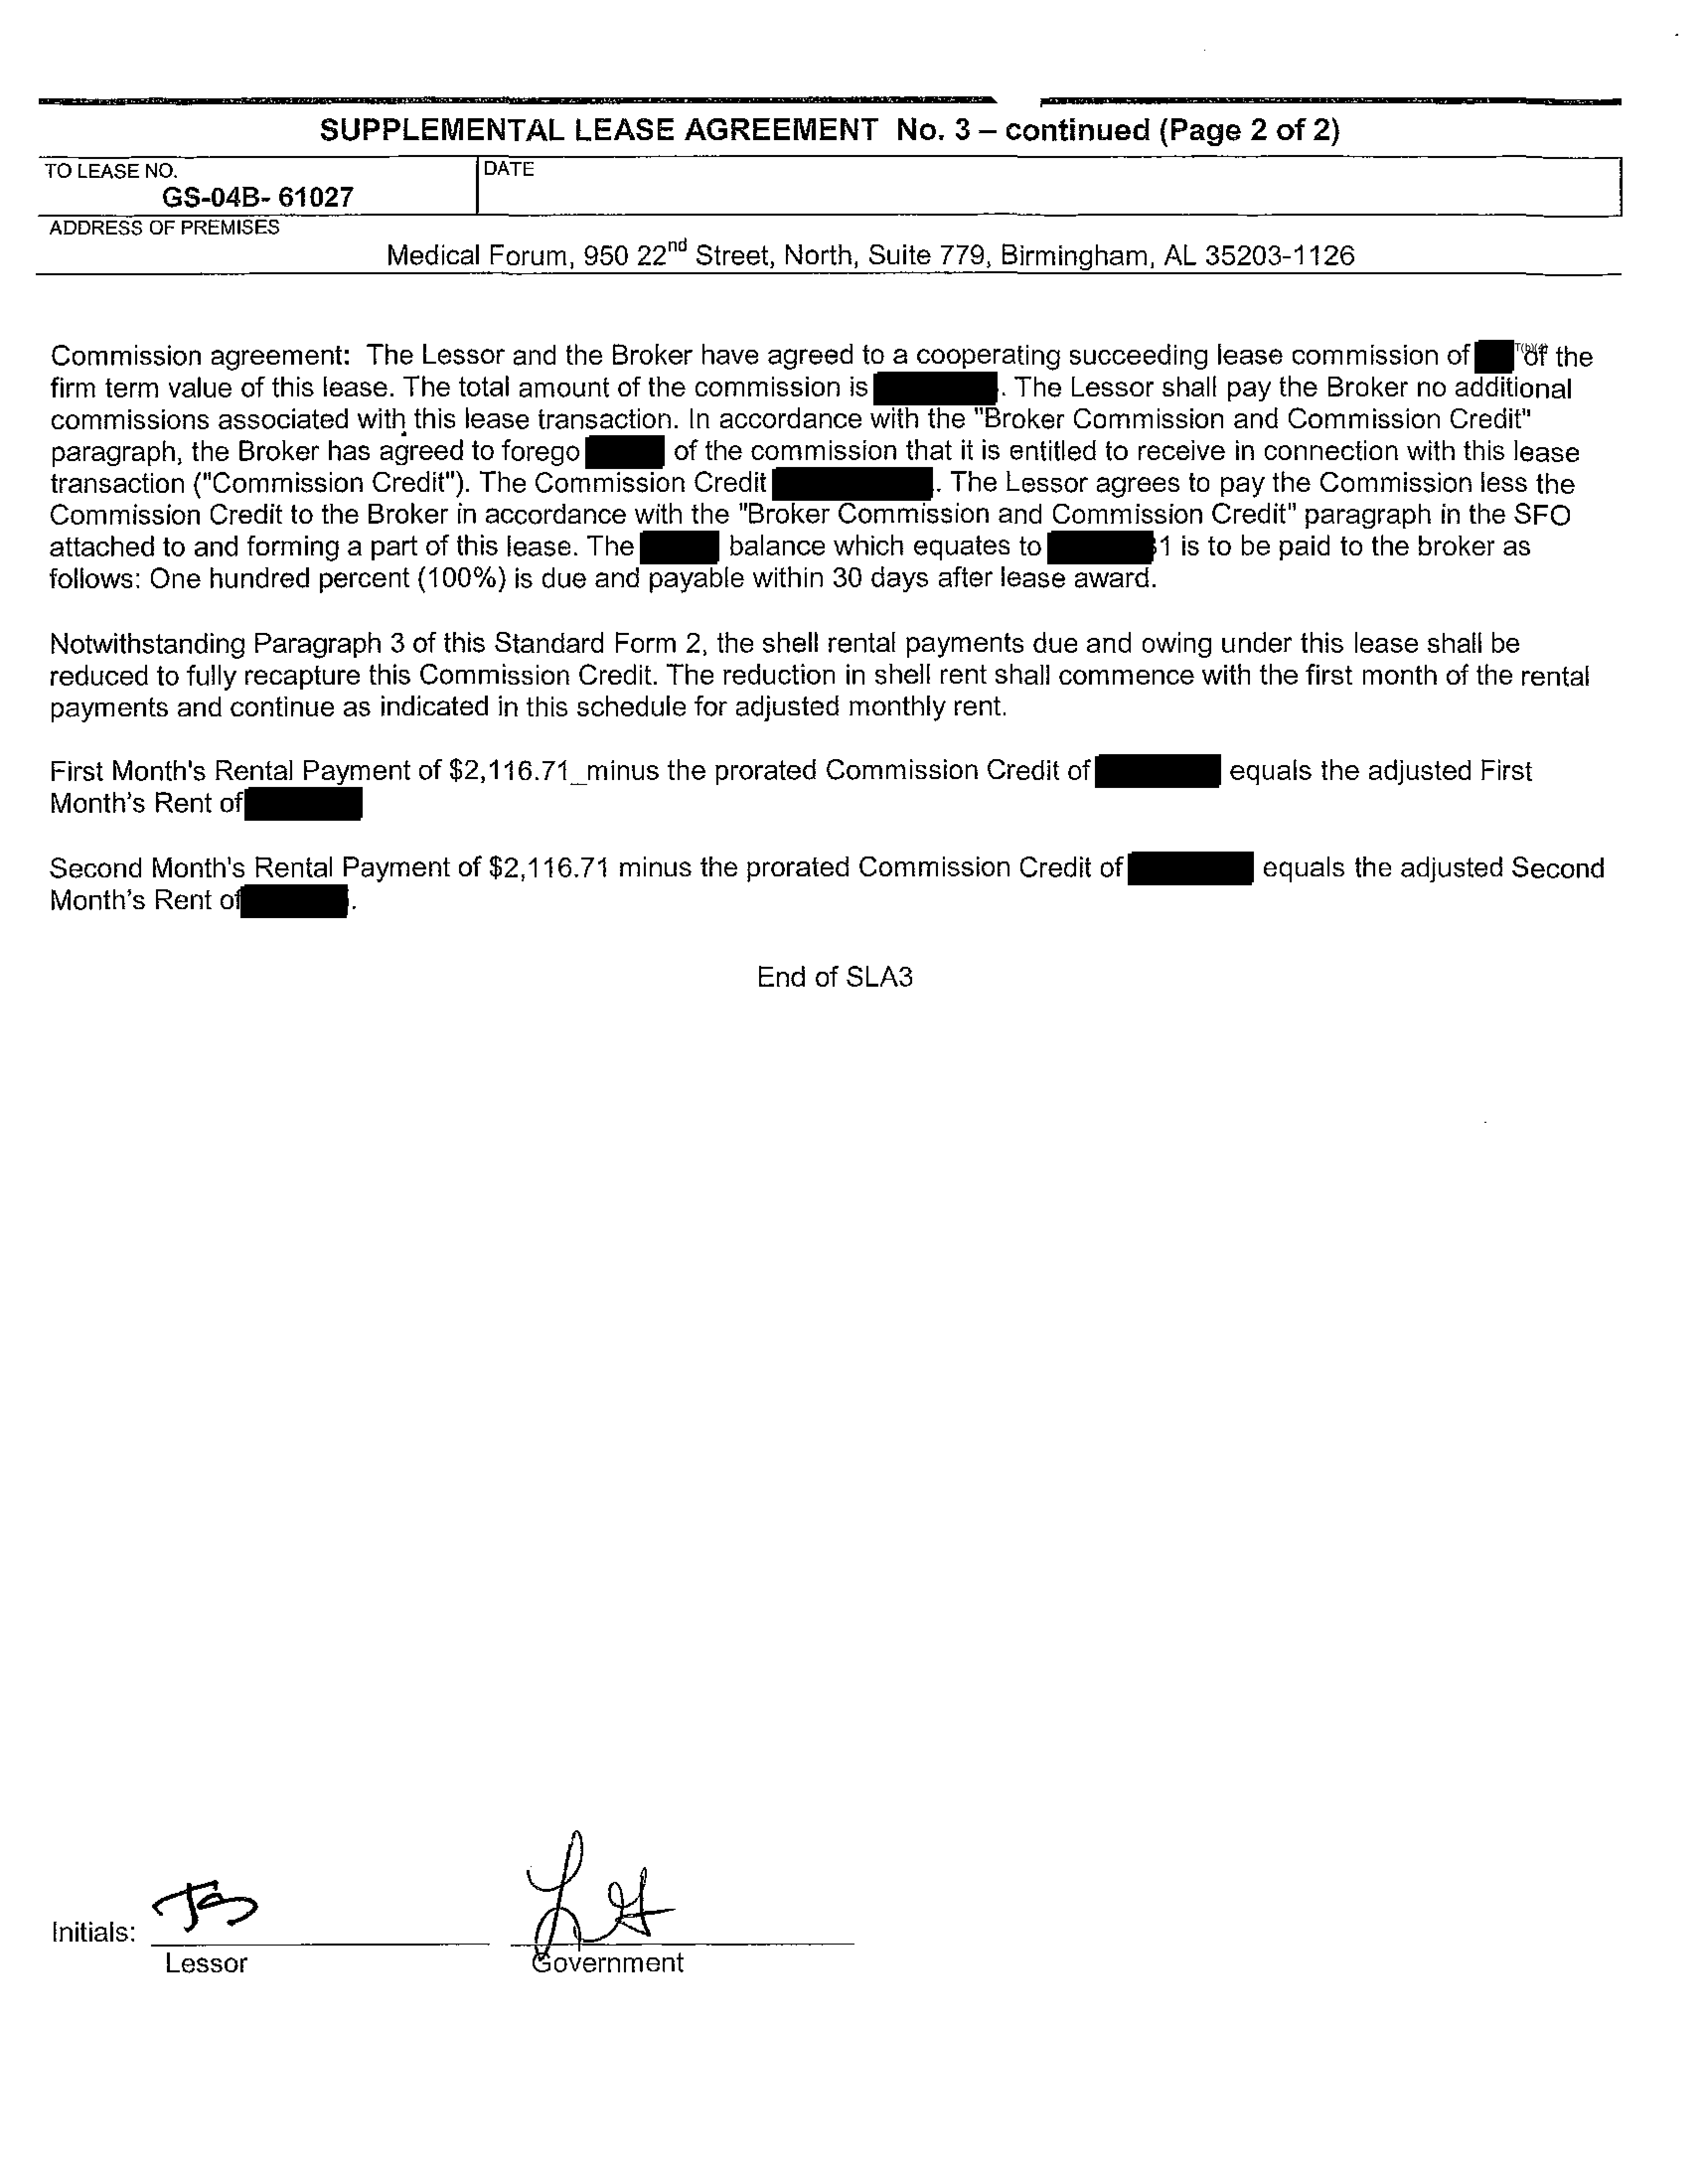 SUPPLEMENTAL LEASE AGREEMENT No. 3 – continued (Page 2 of 2)
TO LEASE NO.
GS-04B- 61027
DATE
ADDRESS OF PREMISES
Medical Forum, 950 22nd Street, North, Suite 779, Birmingham, AL 35203-1126
Commission agreement: The Lessor and the Broker have agreed to a cooperating succeeding lease commission of of the
firm term value of this lease. The total amount of the commission is . The Lessor shall pay the Broker no additional
commissions associated with this lease transaction. In accordance with the "Broker Commission and Commission Credit"
paragraph, the Broker has agreed to forego of the commission that it is entitled to receive in connection with this lease
transaction ("Commission Credit"). The Commission Credit . The Lessor agrees to pay the Commission less the
Commission Credit to the Broker in accordance with the "Broker Commission and Commission Credit" paragraph in the SFO
attached to and forming a part of this lease. The balance which equates to 1 is to be paid to the broker as
follows: One hundred percent (100%) is due and payable within 30 days after lease award.
Notwithstanding Paragraph 3 of this Standard Form 2, the shell rental payments due and owing under this lease shall be
reduced to fully recapture this Commission Credit. The reduction in shell rent shall commence with the first month of the rental
payments and continue as indicated in this schedule for adjusted monthly rent.
First Month's Rental Payment of $2,116.71_minus the prorated Commission Credit of equals the adjusted First
Month's Rent of
Second Month's Rental Payment of $2,116.71 minus the prorated Commission Credit of equals the adjusted Second
Month's Rent of .
End of SLA3
Initials:
Lessor
Government